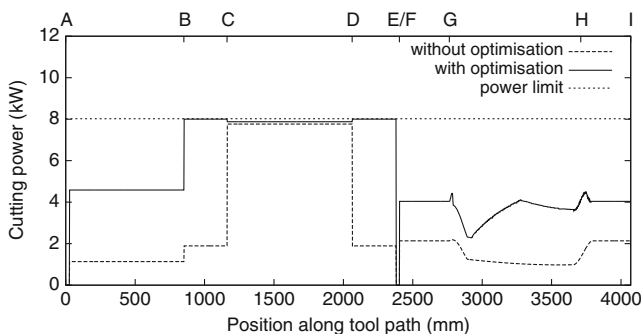 A B C D E/F G H I
12
10
8
6
4
2
0
Cutting power (kW)
without optimisation
with optimisation
power limit
0 500 1000 1500 2000 2500 3000 3500 4000
Position along tool path (mm)